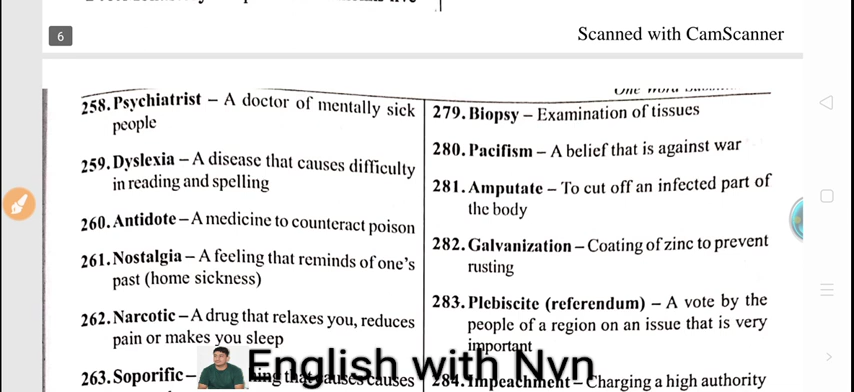 6
Scanned with CamScanner
One Word
258. Psychiatrist – A doctor of mentally sick
people
259. Dyslexia – A disease that causes difficulty
in reading and spelling
260. Antidote – A medicine to counteract poison
261. Nostalgia – A feeling that reminds of one's
past (home sickness)
262. Narcotic – A drug that relaxes you, reduces
pain or makes you sleep
263. Soporific – hing that causes causes
279. Biopsy – Examination of tissues
280. Pacifism – A belief that is against war
281. Amputate – To cut off an infected part of
the body
282. Galvanization – Coating of zinc to prevent
rusting
283. Plebiscite (referendum) – A vote by the
people of a region on an issue that is very
important
284. Impeachment – Charging a high authority
English with Nvn